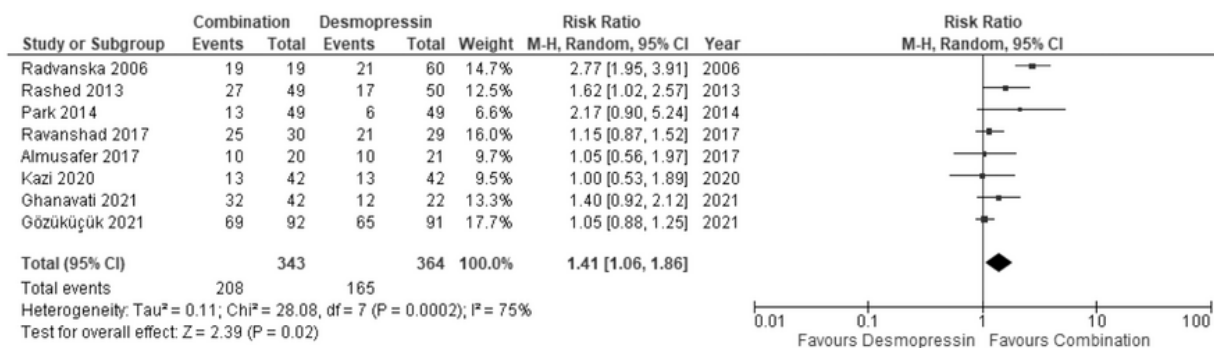 Combination Desmopressin Risk Ratio Risk Ratio
Study or Subgroup Events Total Events Total Weight M-H, Random, 95% CI Year M-H, Random, 95% CI
Radvanska 2006 19 19 21 60 14.7% 2.77 [1.95, 3.91] 2006
Rashed 2013 27 49 17 50 12.5% 1.62 [1.02, 2.57] 2013
Park 2014 13 49 6 49 6.6% 2.17 [0.90, 5.24] 2014
Ravanshad 2017 25 30 21 29 16.0% 1.15 [0.87, 1.52] 2017
Almusafer 2017 10 20 10 21 9.7% 1.05 [0.56, 1.97] 2017
Kazi 2020 13 42 13 42 9.5% 1.00 [0.53, 1.89] 2020
Ghanavati 2021 32 42 12 22 13.3% 1.40 [0.92, 2.12] 2021
Gözüküçük 2021 69 92 65 91 17.7% 1.05 [0.88, 1.25] 2021
Total (95% CI) 343 364 100.0% 1.41 [1.06, 1.86]
Total events 208 165
Heterogeneity: Tau² = 0.11; Chi² = 28.08, df = 7 (P = 0.0002); I² = 75%
Test for overall effect: Z = 2.39 (P = 0.02)
0.01 0.1 1 10 100
Favours Desmopressin Favours Combination